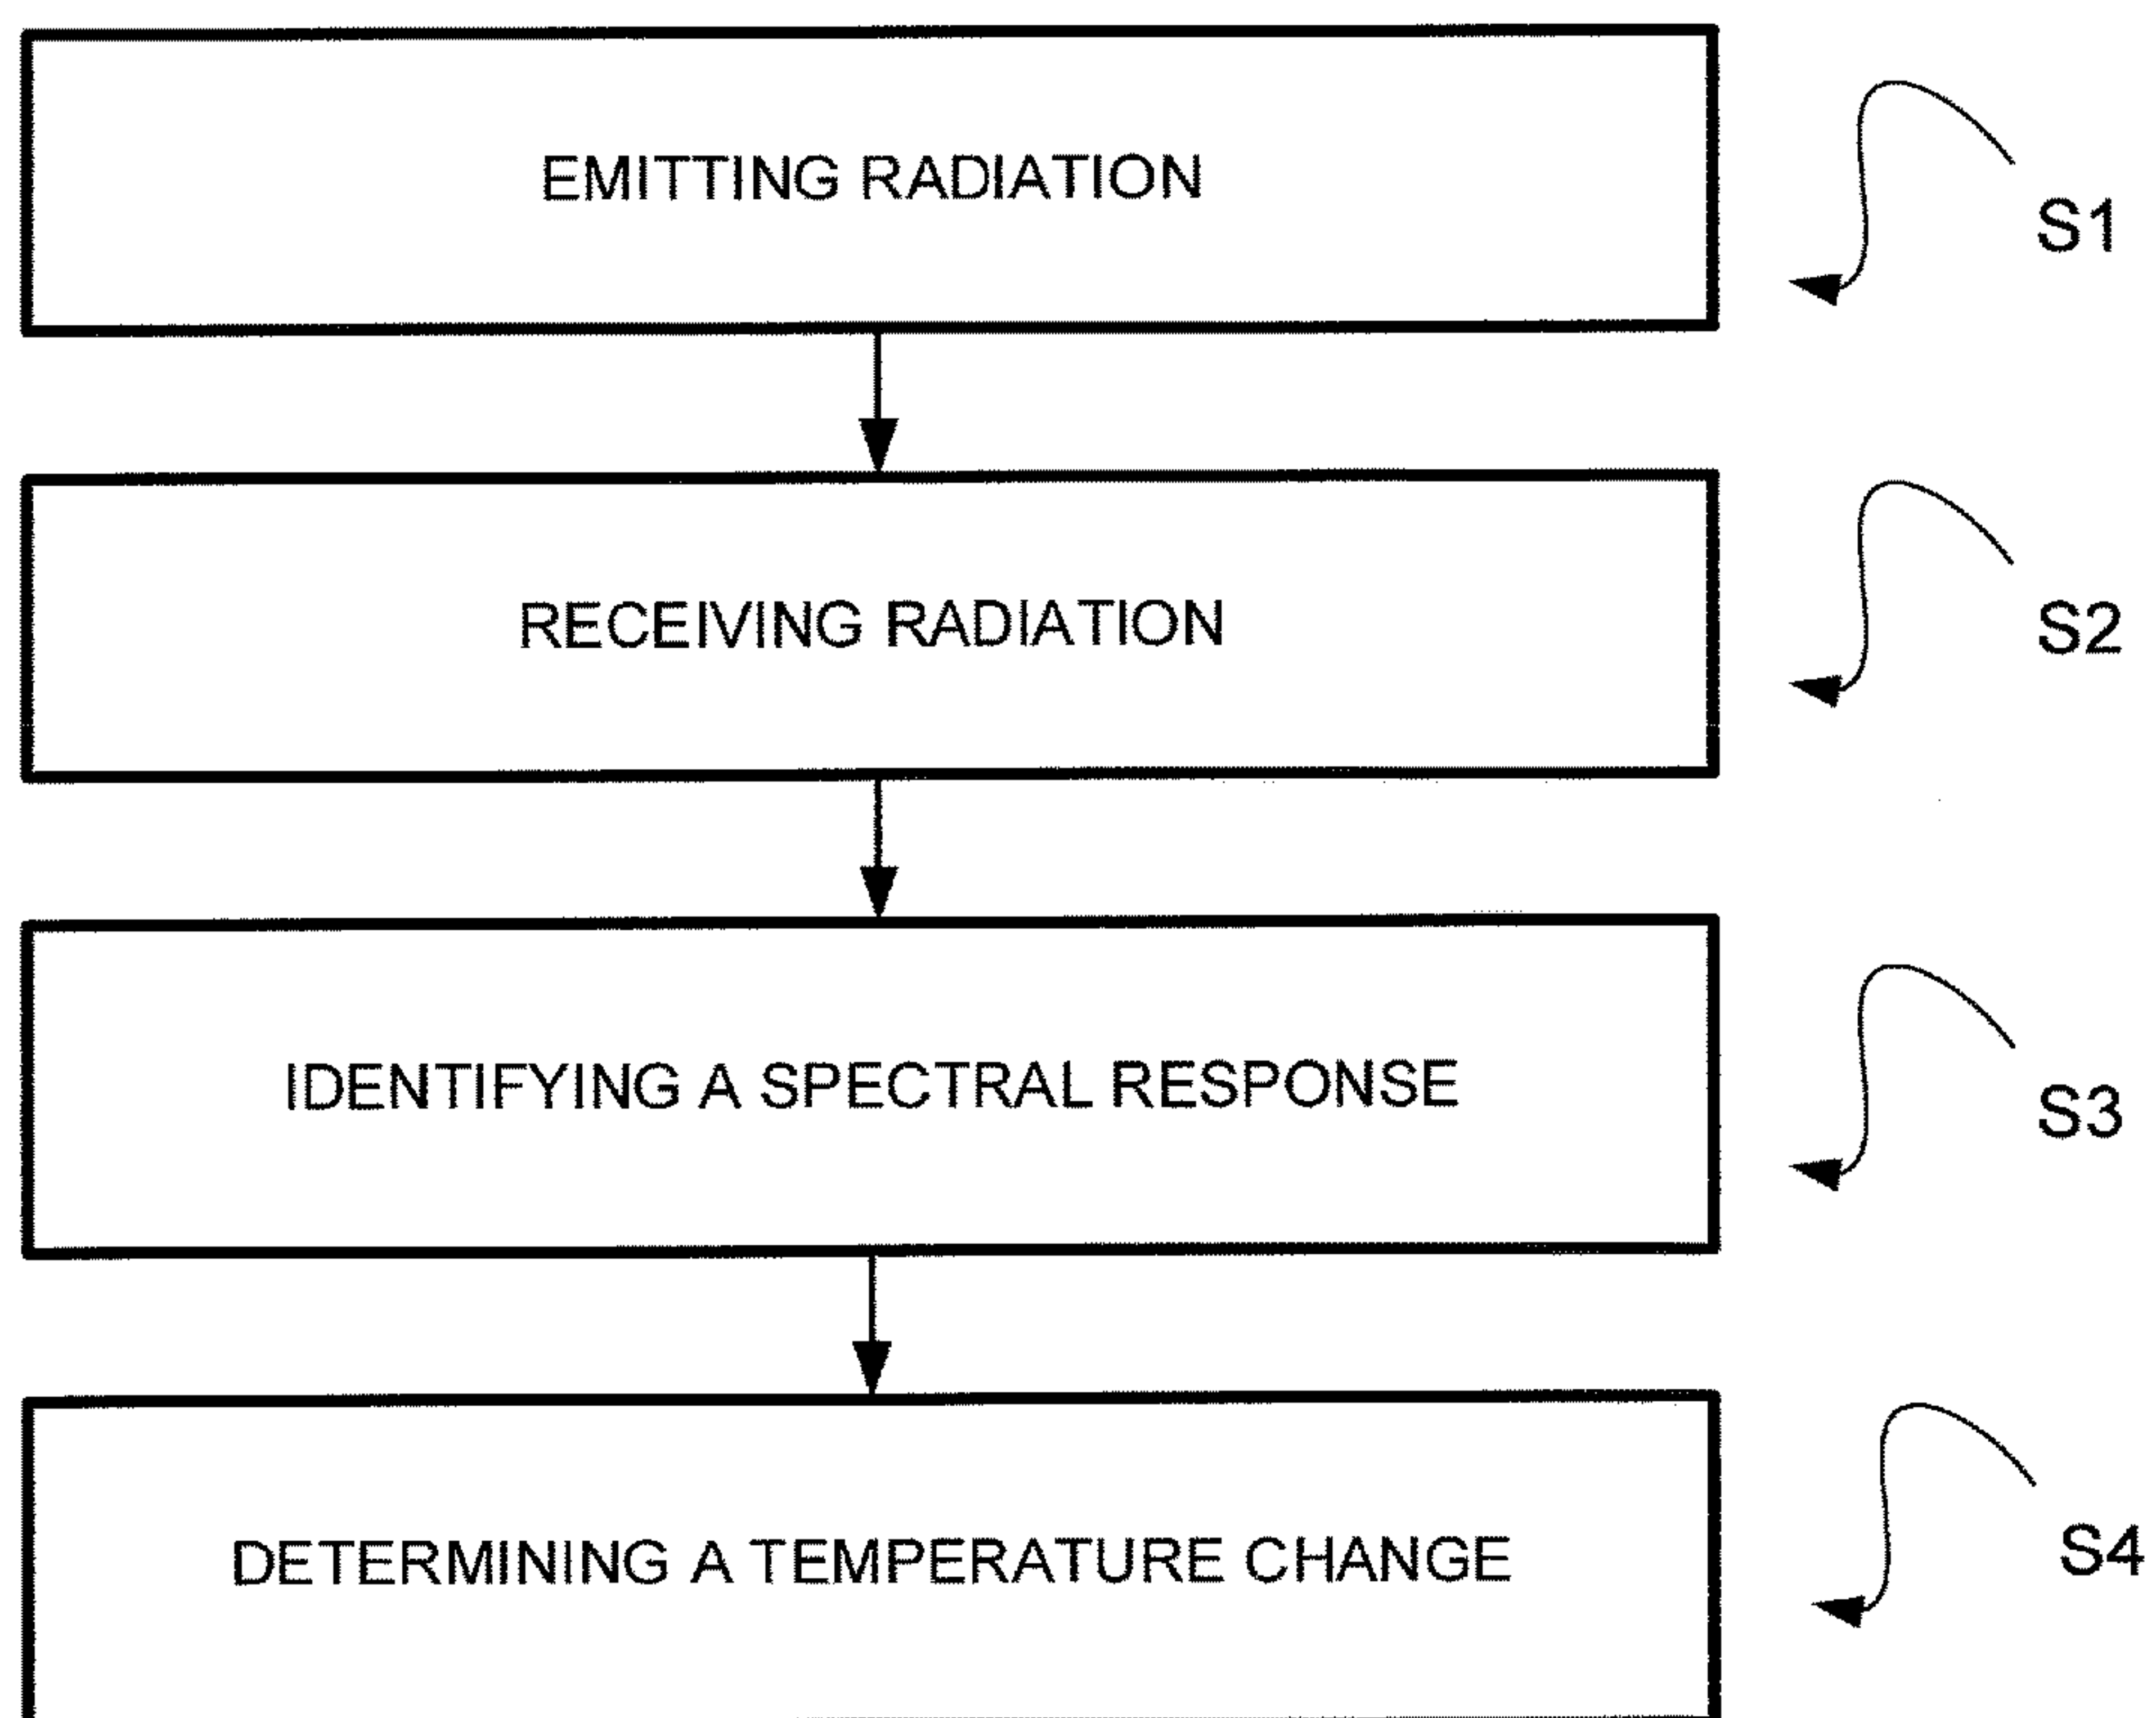 EMITTING RADIATION
S1
RECEIVING RADIATION
S2
IDENTIFYING A SPECTRAL RESPONSE
S3
DETERMINING A TEMPERATURE CHANGE
S4